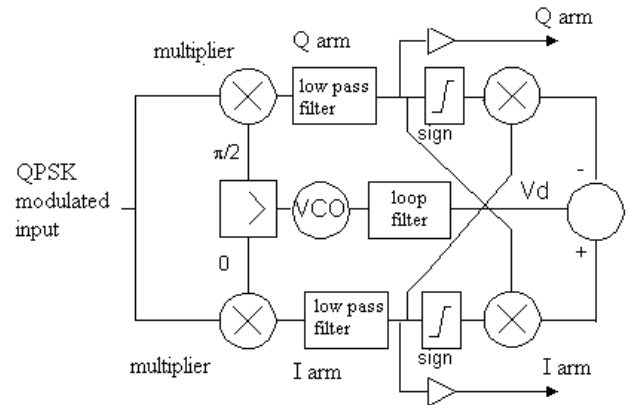 Q arm
Q arm
multiplier
low pass
filter
sign
π/2
QPSK
modulated
input
VCO
loop
filter
Vd
-
+
0
low pass
filter
sign
multiplier
I arm
I arm